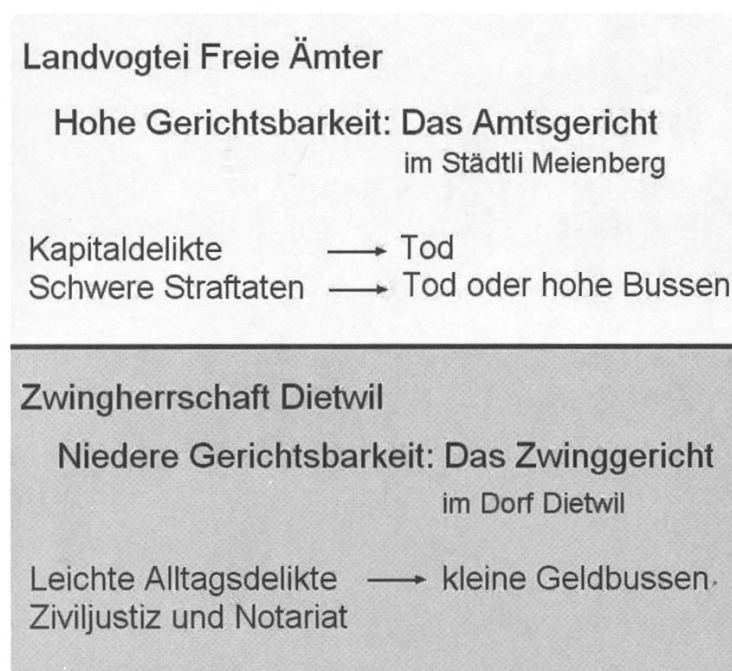 Landvogtei Freie Ämter
Hohe Gerichtsbarkeit: Das Amtsgericht
im Städtli Meienberg
Kapitaldelikte → Tod
Schwere Straftaten → Tod oder hohe Bussen
Zwingherrschaft Dietwil
Niedere Gerichtsbarkeit: Das Zwinggericht
im Dorf Dietwil
Leichte Alltagsdelikte → kleine Geldbussen
Ziviljustiz und Notariat